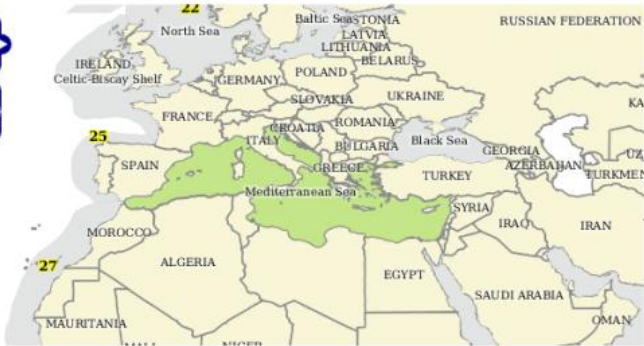 22
Baltic Sea
ESTONIA
RUSSIAN FEDERATION
North Sea
LATVIA
LITHUANIA
BELARUS
IRELAND
POLAND
Celtic-Biscay Shelf
GERMANY
UKRAINE
SLOVAKIA
FRANCE
ROMANIA
CROATIA
25
ITALY
BULGARIA
Black Sea
GEORGIA
SPAIN
GREECE
TURKEY
AZERBAIJAN
TURKMEN
Mediterranean Sea
SYRIA
MOROCCO
IRAQ
IRAN
27
ALGERIA
EGYPT
SAUDI ARABIA
MAURITANIA
OMAN